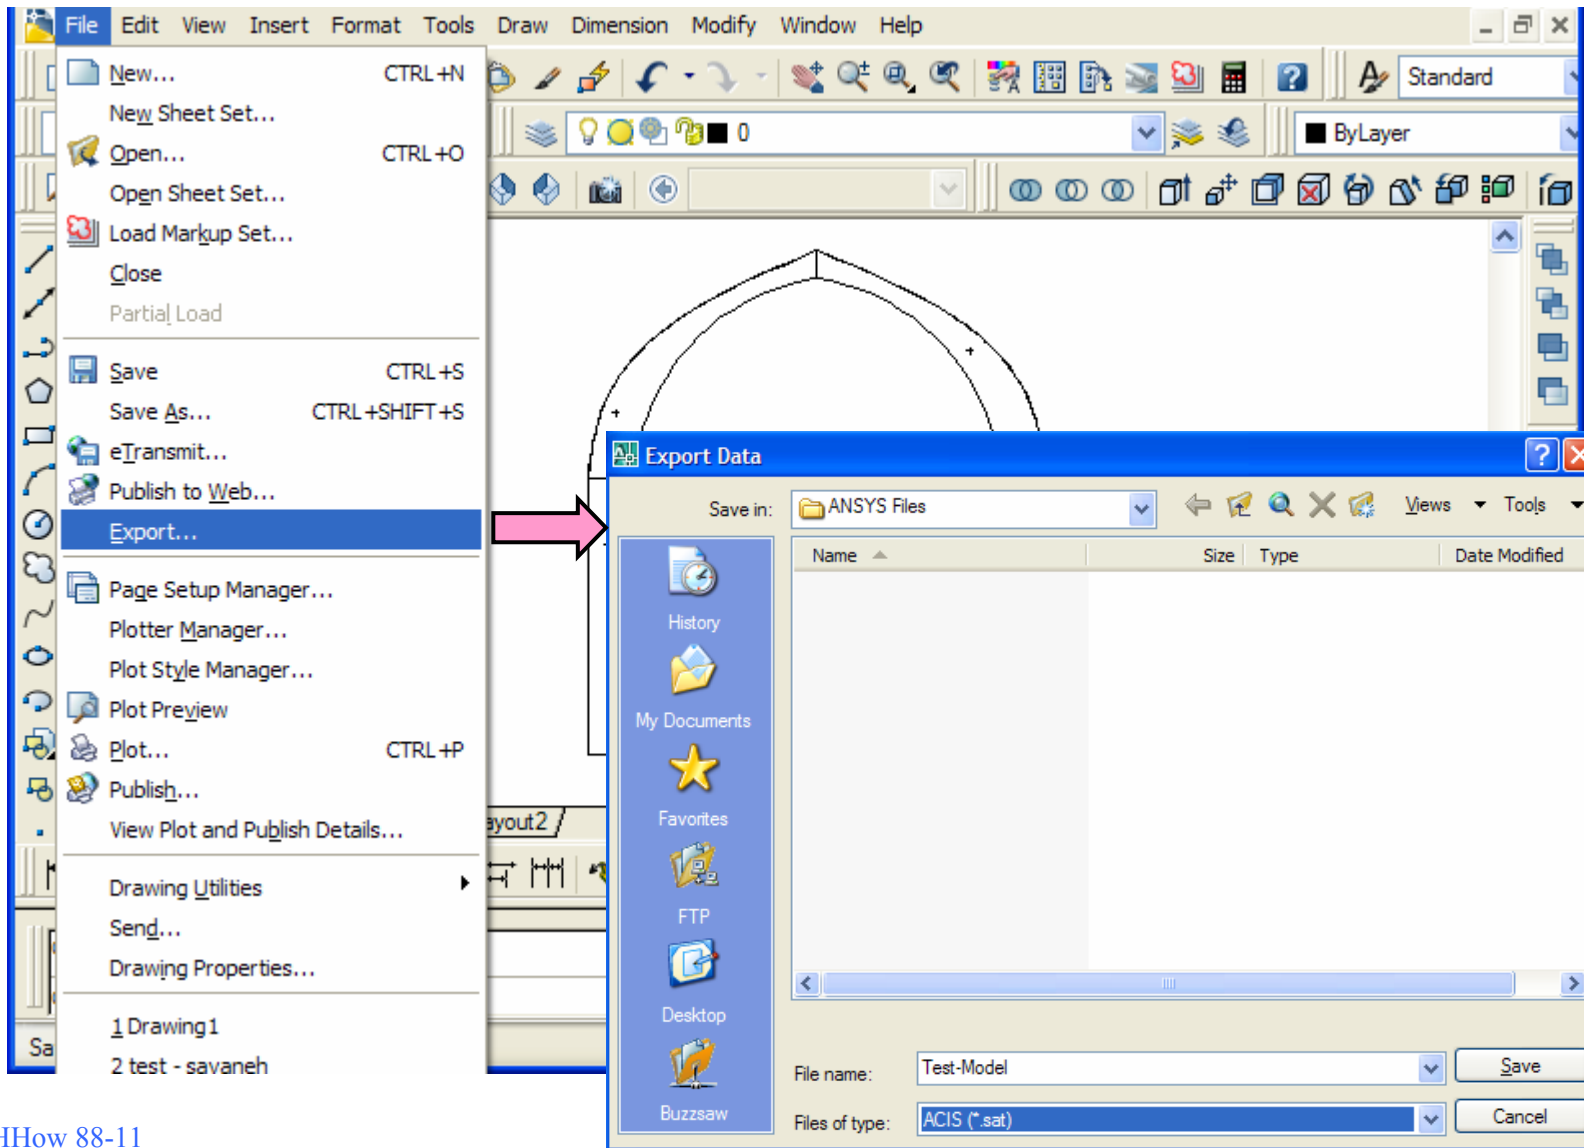 File Edit View Insert Format Tools Draw Dimension Modify Window Help
New... CTRL+N
New Sheet Set...
Open... CTRL+O
Open Sheet Set...
Load Markup Set...
Close
Partial Load
Save CTRL+S
Save As... CTRL+SHIFT+S
eTransmit...
Publish to Web...
Export...
Page Setup Manager...
Plotter Manager...
Plot Style Manager...
Plot Preview
Plot... CTRL+P
Publish...
View Plot and Publish Details...
Drawing Utilities
Send...
Drawing Properties...
1 Drawing1
2 test - savaneh
Standard
0
ByLayer
ayout2
Sa
Export Data
Save in: ANSYS Files Views Tools
Name Size Type Date Modified
History
My Documents
Favorites
FTP
Desktop
Buzzsaw
File name: Test-Model Save
Files of type: ACIS (*.sat) Cancel
HHow 88-11